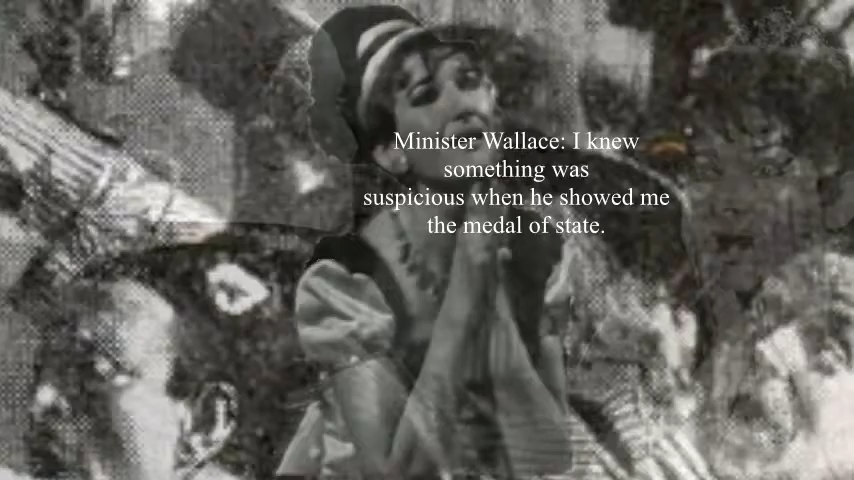 Minister Wallace: I knew
something was
suspicious when he showed me
the medal of state.